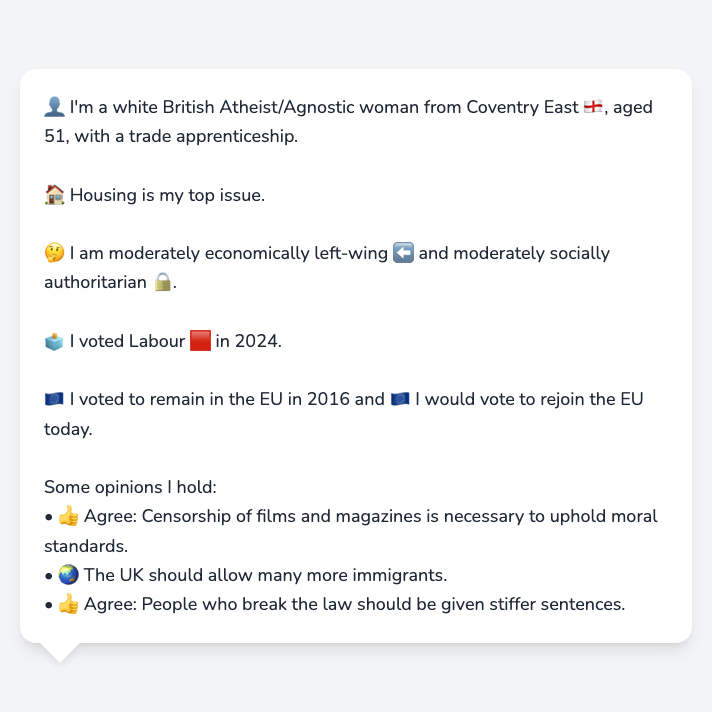 👤 I'm a white British Atheist/Agnostic woman from Coventry East 🏴󠁧󠁢󠁥󠁮󠁧󠁿, aged
51, with a trade apprenticeship.
🏠 Housing is my top issue.
🤔 I am moderately economically left-wing ⬅️ and moderately socially
authoritarian 🔒.
🗳️ I voted Labour 🟥 in 2024.
🇪🇺 I voted to remain in the EU in 2016 and 🇪🇺 I would vote to rejoin the EU
today.
Some opinions I hold:
• 👍 Agree: Censorship of films and magazines is necessary to uphold moral
standards.
• 🌏 The UK should allow many more immigrants.
• 👍 Agree: People who break the law should be given stiffer sentences.